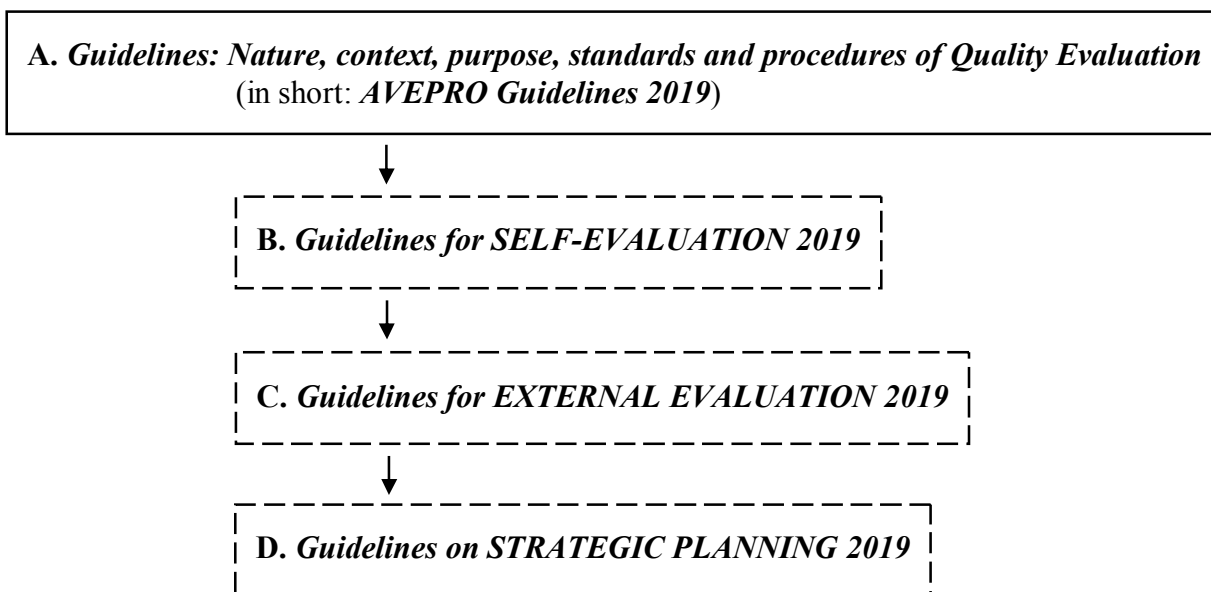 A. Guidelines: Nature, context, purpose, standards and procedures of Quality Evaluation
(in short: AVEPRO Guidelines 2019)
B. Guidelines for SELF-EVALUATION 2019
C. Guidelines for EXTERNAL EVALUATION 2019
D. Guidelines on STRATEGIC PLANNING 2019